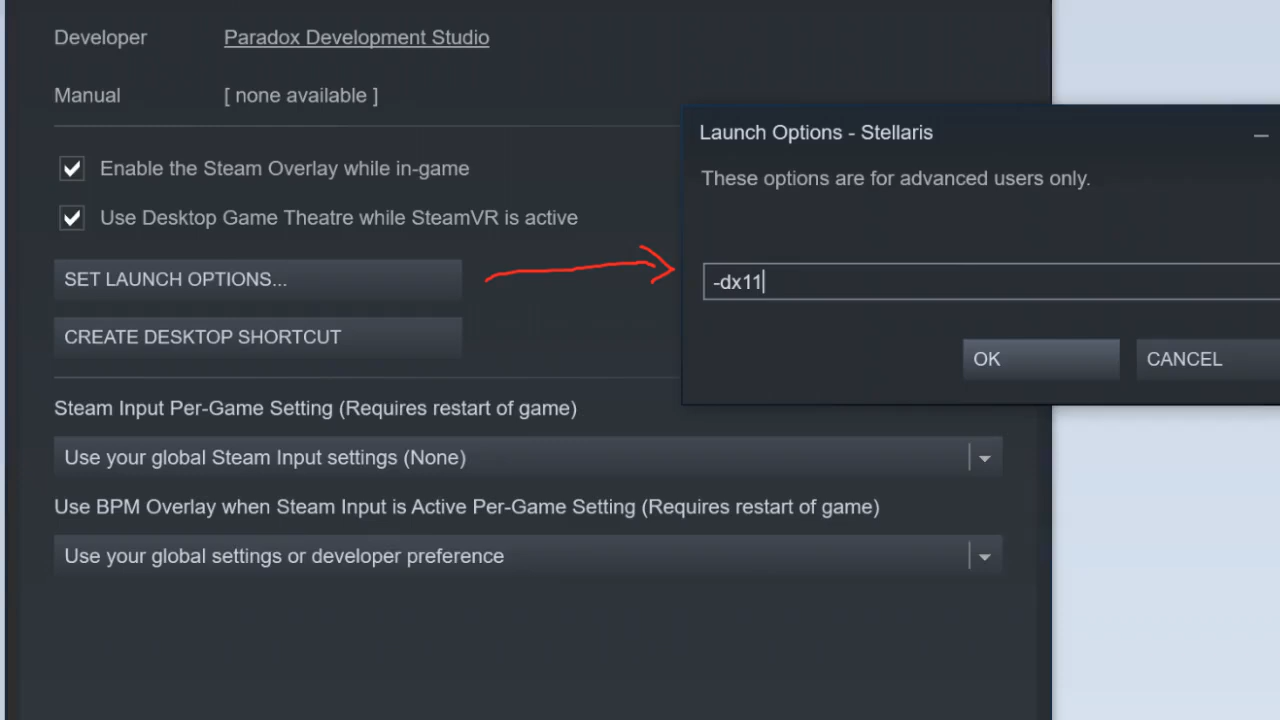 Developer Paradox Development Studio
Manual [ none available ]
Enable the Steam Overlay while in-game
Use Desktop Game Theatre while SteamVR is active
SET LAUNCH OPTIONS...
CREATE DESKTOP SHORTCUT
Steam Input Per-Game Setting (Requires restart of game)
Use your global Steam Input settings (None)
Use BPM Overlay when Steam Input is Active Per-Game Setting (Requires restart of game)
Use your global settings or developer preference
Launch Options - Stellaris
These options are for advanced users only.
-dx11
OK CANCEL